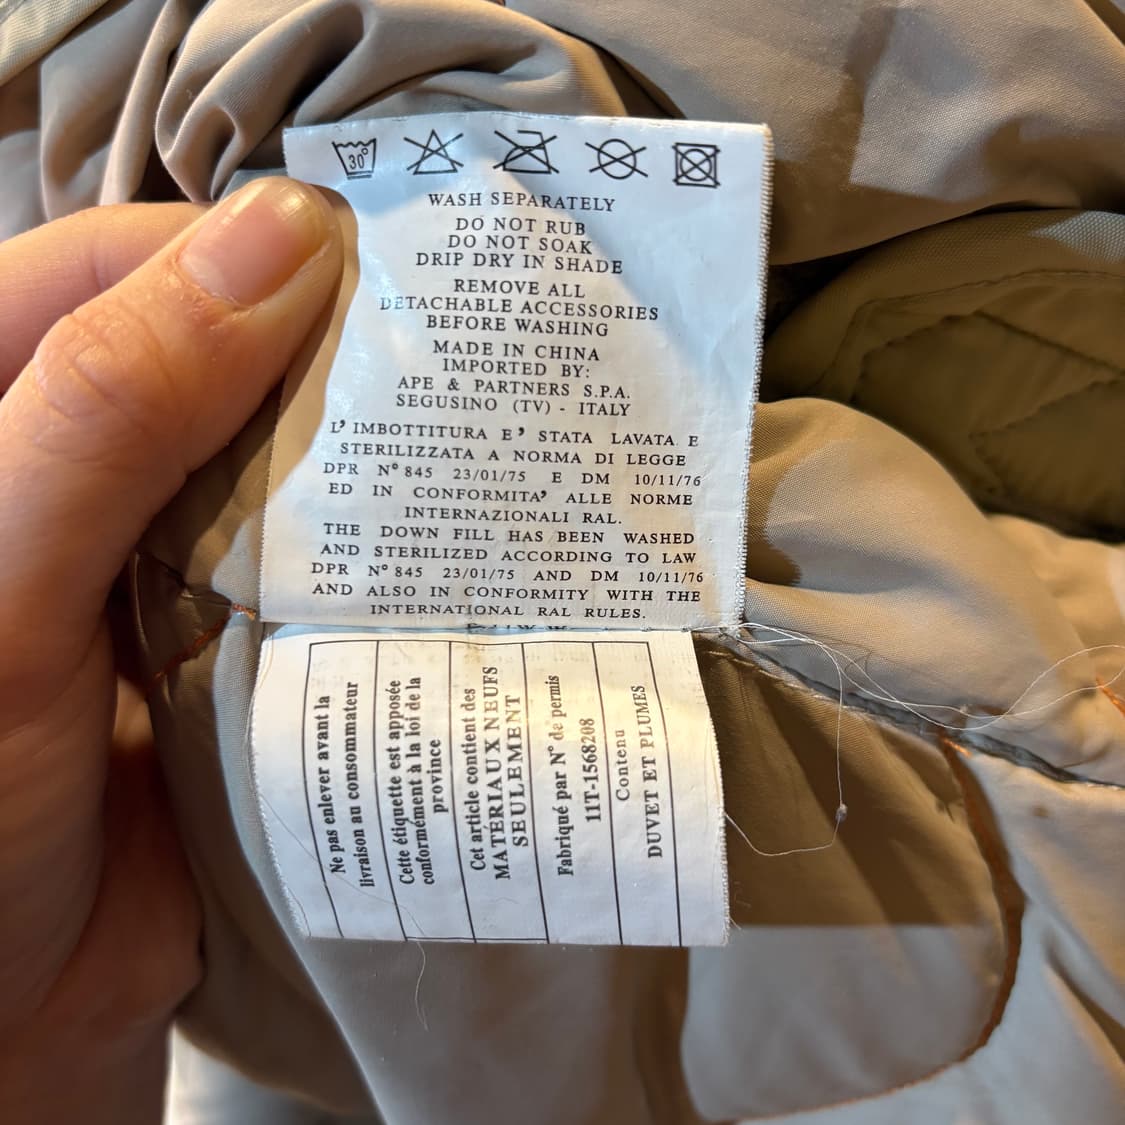 30°
WASH SEPARATELY
DO NOT RUB
DO NOT SOAK
DRIP DRY IN SHADE
REMOVE ALL
DETACHABLE ACCESSORIES
BEFORE WASHING
MADE IN CHINA
IMPORTED BY:
APE & PARTNERS S.P.A.
SEGUSINO (TV) - ITALY
L' IMBOTTITURA E' STATA LAVATA E
STERILIZZATA A NORMA DI LEGGE
DPR N° 845 23/01/75 E DM 10/11/76
ED IN CONFORMITA' ALLE NORME
INTERNAZIONALI RAL.
THE DOWN FILL HAS BEEN WASHED
AND STERILIZED ACCORDING TO LAW
DPR N° 845 23/01/75 AND DM 10/11/76
AND ALSO IN CONFORMITY WITH THE
INTERNATIONAL RAL RULES.
Ne pas enlever avant la
livraison au consommateur
Cette étiquette est apposée
conformément à la loi de la
province
Cet article contient des
MATÉRIAUX NEUFS
SEULEMENT
Fabriqué par N° de permis
11T-1568208
Contenu
DUVET ET PLUMES